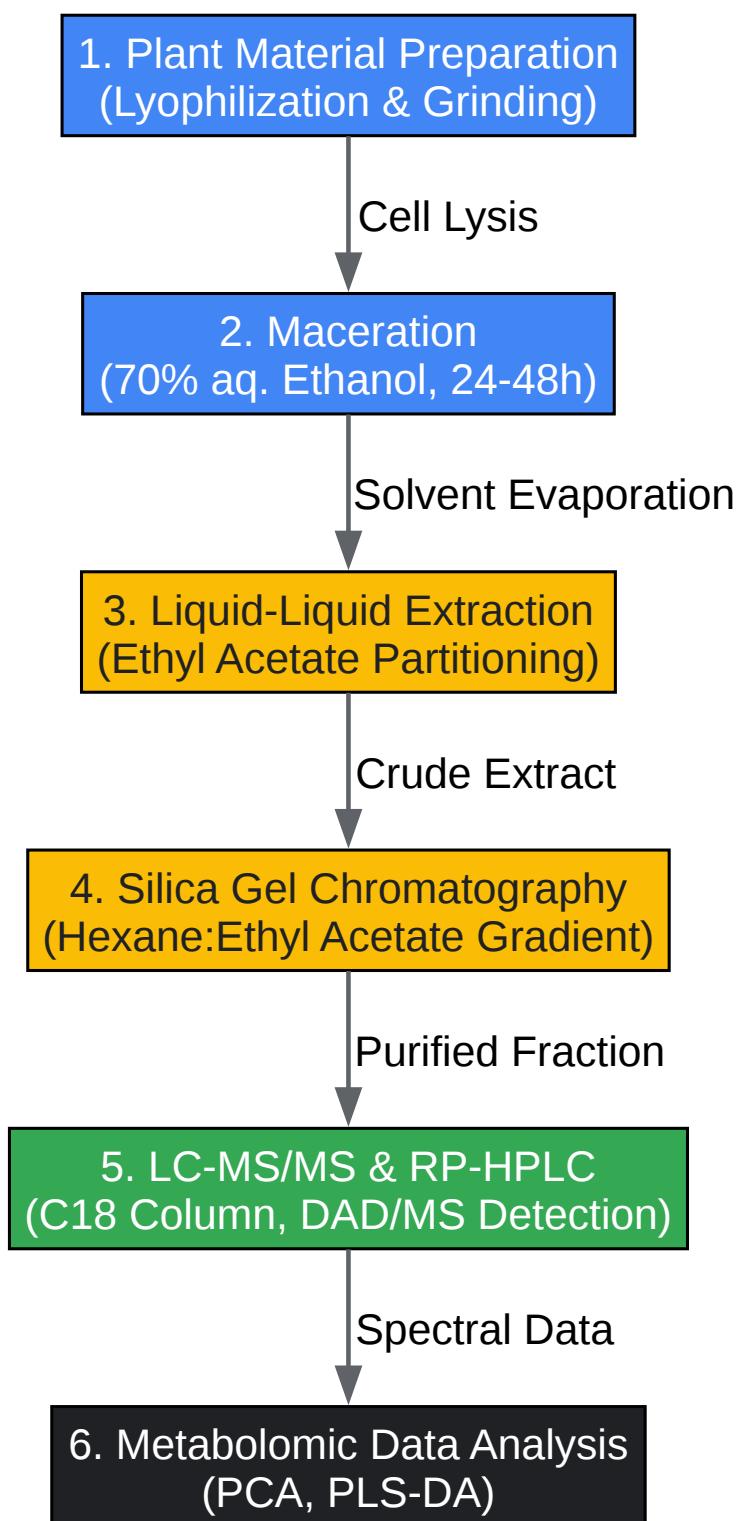 1. Plant Material Preparation
(Lyophilization & Grinding)
Cell Lysis
2. Maceration
(70% aq. Ethanol, 24-48h)
Solvent Evaporation
3. Liquid-Liquid Extraction
(Ethyl Acetate Partitioning)
Crude Extract
4. Silica Gel Chromatography
(Hexane:Ethyl Acetate Gradient)
Purified Fraction
5. LC-MS/MS & RP-HPLC
(C18 Column, DAD/MS Detection)
Spectral Data
6. Metabolomic Data Analysis
(PCA, PLS-DA)